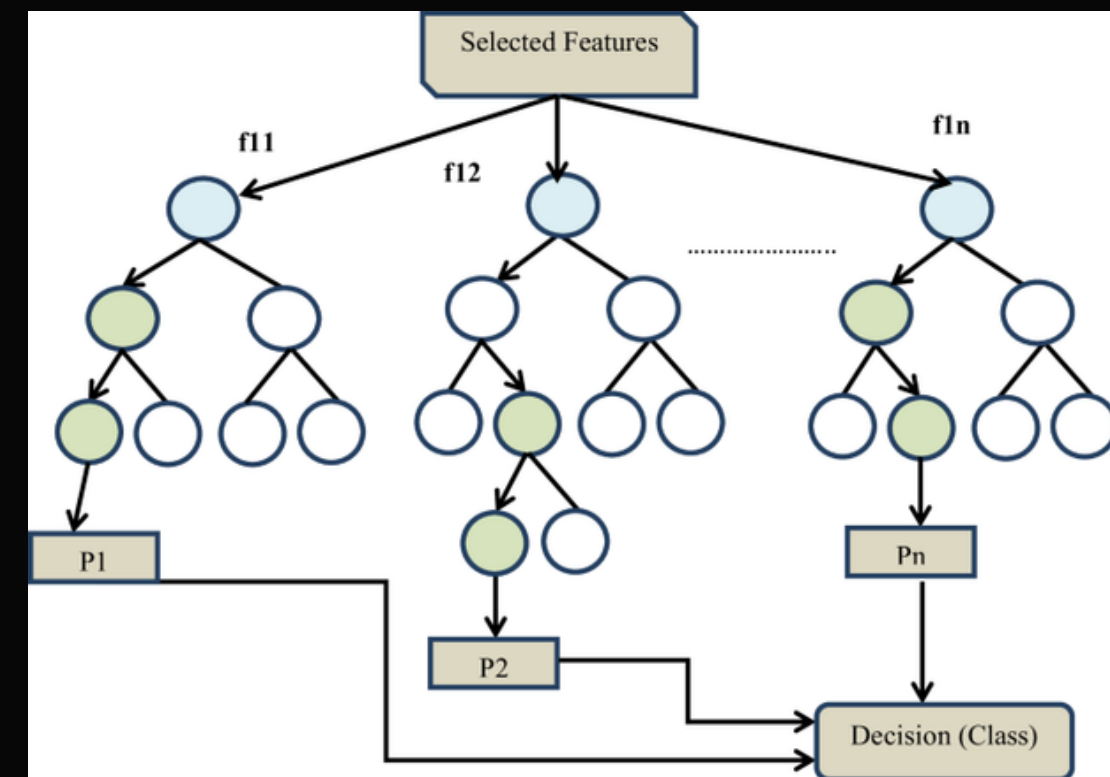 Selected Features
f11
f12
f1n
....................
P1
P2
Pn
Decision (Class)